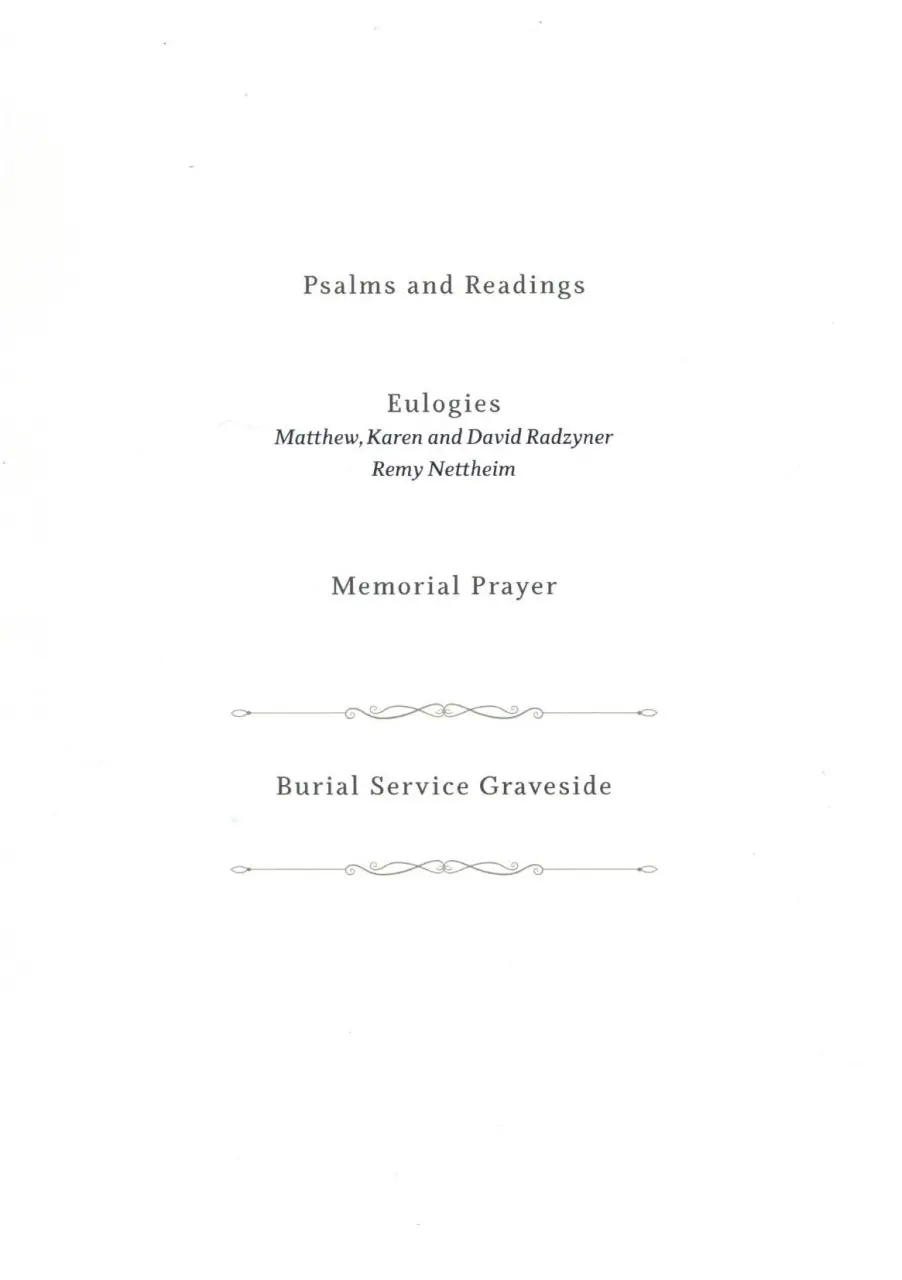 Psalms and Readings
Eulogies
Matthew, Karen and David Radzyner
Remy Nettheim
Memorial Prayer
Burial Service Graveside